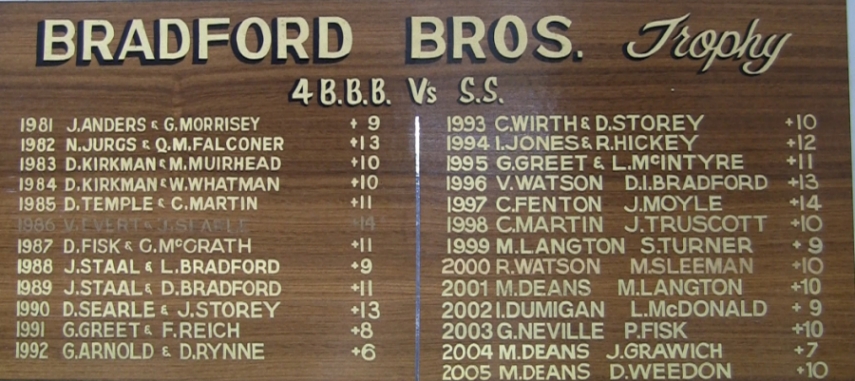 BRADFORD BROS. Trophy
4 B.B.B. Vs S.S.
1981 J.ANDERS & G.MORRISEY + 9
1982 N.JURGS & Q.M.FALCONER +13
1983 D.KIRKMAN & M.MUIRHEAD +10
1984 D.KIRKMAN & W.WHATMAN +10
1985 D.TEMPLE & C.MARTIN +11
1986 V.EVERT & J.SEARLE +14
1987 D.FISK & G.McGRATH +11
1988 J.STAAL & L.BRADFORD +9
1989 J.STAAL & D.BRADFORD +11
1990 D.SEARLE & J.STOREY +13
1991 G.GREET & F.REICH +8
1992 G.ARNOLD & D.RYNNE +6
1993 C.WIRTH & D.STOREY +10
1994 I.JONES & R.HICKEY +12
1995 G.GREET & L.McINTYRE +11
1996 V.WATSON D.I.BRADFORD +13
1997 C.FENTON J.MOYLE +14
1998 C.MARTIN J.TRUSCOTT +10
1999 M.LANGTON S.TURNER + 9
2000 R.WATSON M.SLEEMAN +10
2001 M.DEANS M.LANGTON +10
2002 I.DUMIGAN L.McDONALD + 9
2003 G.NEVILLE P.FISK +10
2004 M.DEANS J.GRAWICH +7
2005 M.DEANS D.WEEDON +10